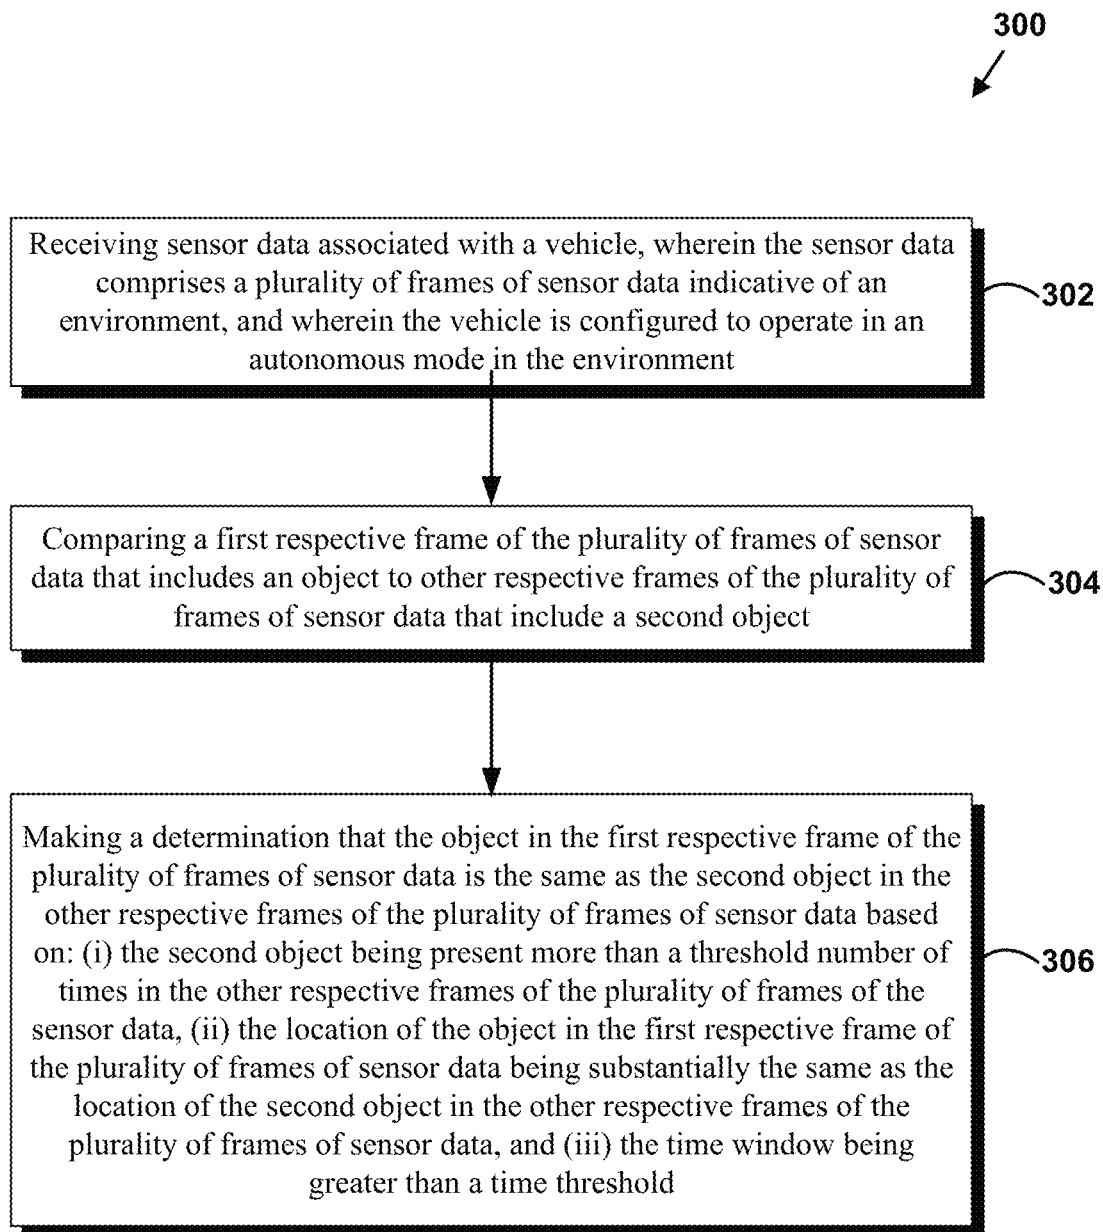 300
Receiving sensor data associated with a vehicle, wherein the sensor data
comprises a plurality of frames of sensor data indicative of an
environment, and wherein the vehicle is configured to operate in an
autonomous mode in the environment
302
Comparing a first respective frame of the plurality of frames of sensor
data that includes an object to other respective frames of the plurality of
frames of sensor data that include a second object
304
Making a determination that the object in the first respective frame of the
plurality of frames of sensor data is the same as the second object in the
other respective frames of the plurality of frames of sensor data based
on: (i) the second object being present more than a threshold number of
times in the other respective frames of the plurality of frames of the
sensor data, (ii) the location of the object in the first respective frame of
the plurality of frames of sensor data being substantially the same as the
location of the second object in the other respective frames of the
plurality of frames of sensor data, and (iii) the time window being
greater than a time threshold
306